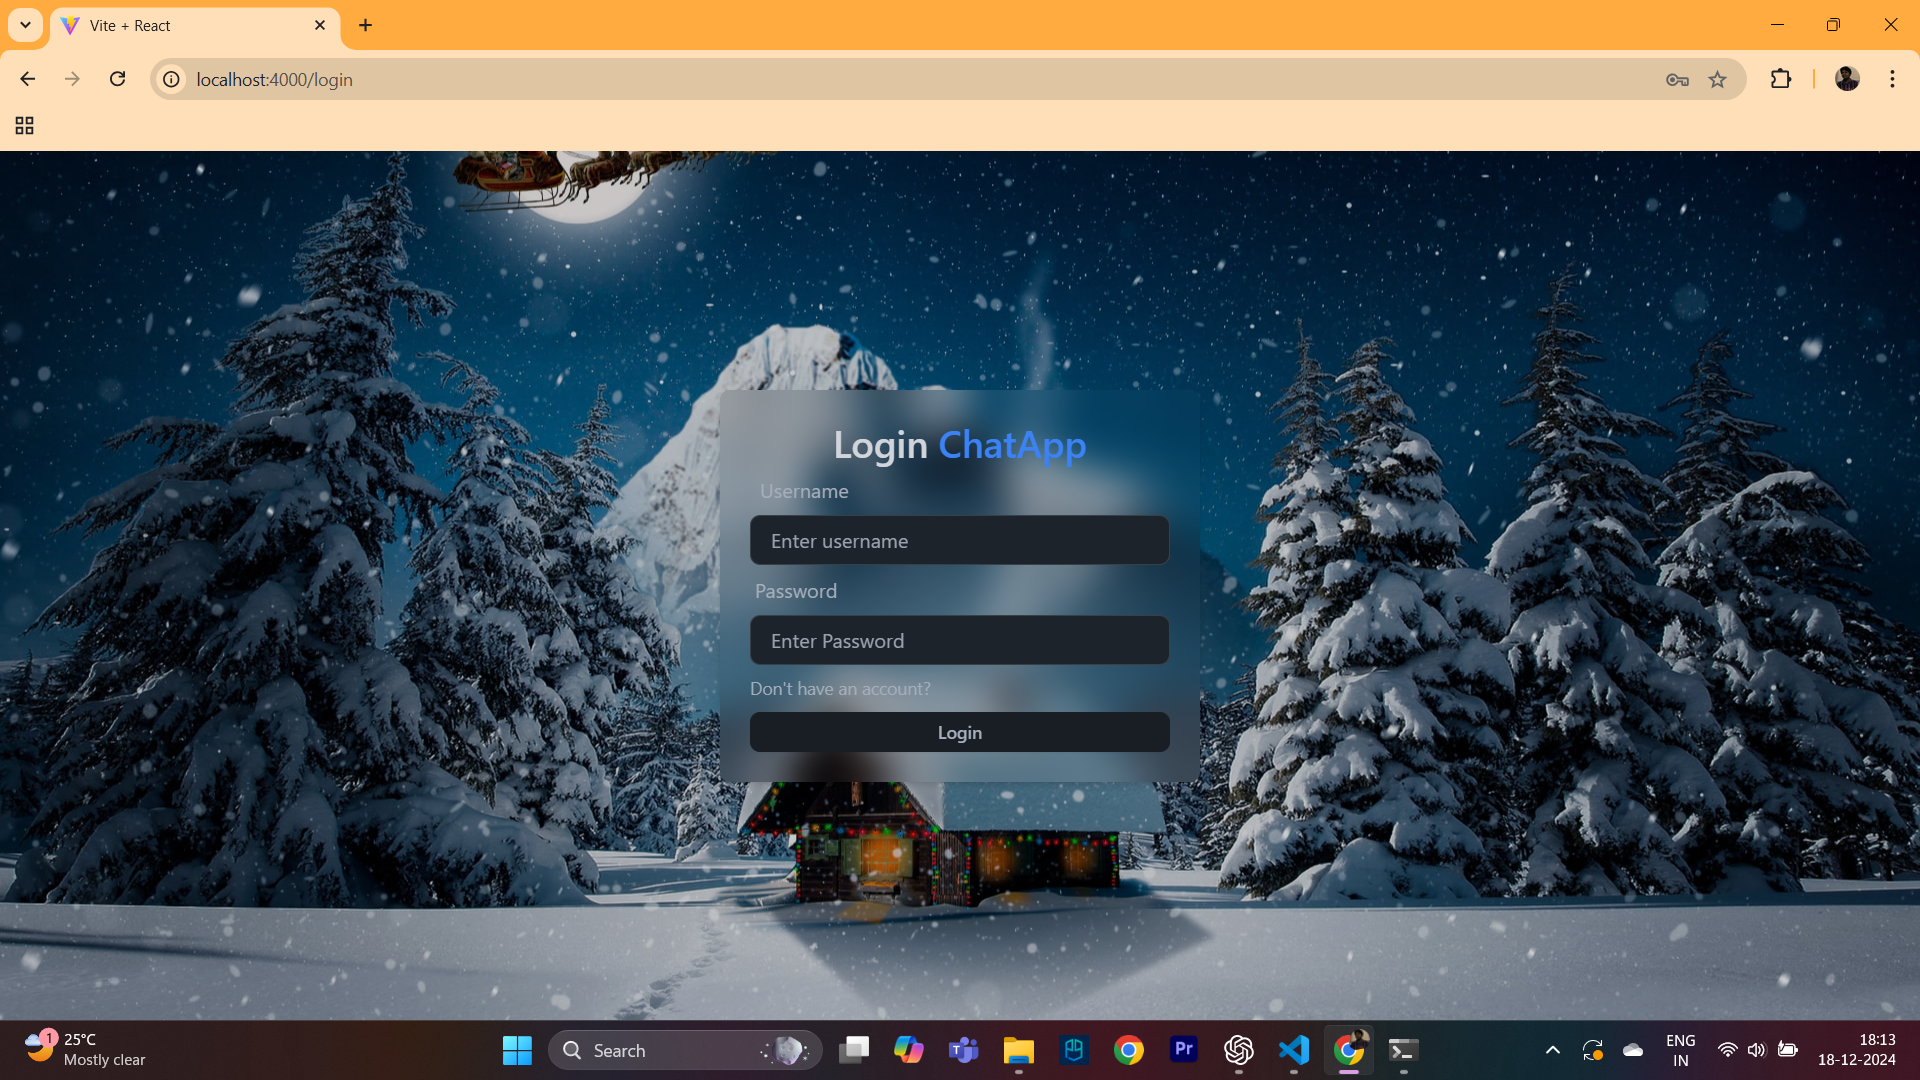 Vite + React
localhost:4000/login
Login ChatApp
Username
Enter username
Password
Enter Password
Don't have an account?
Login
1
25°C
Mostly clear
Search
T
Pr
ENG
IN
18:13
18-12-2024